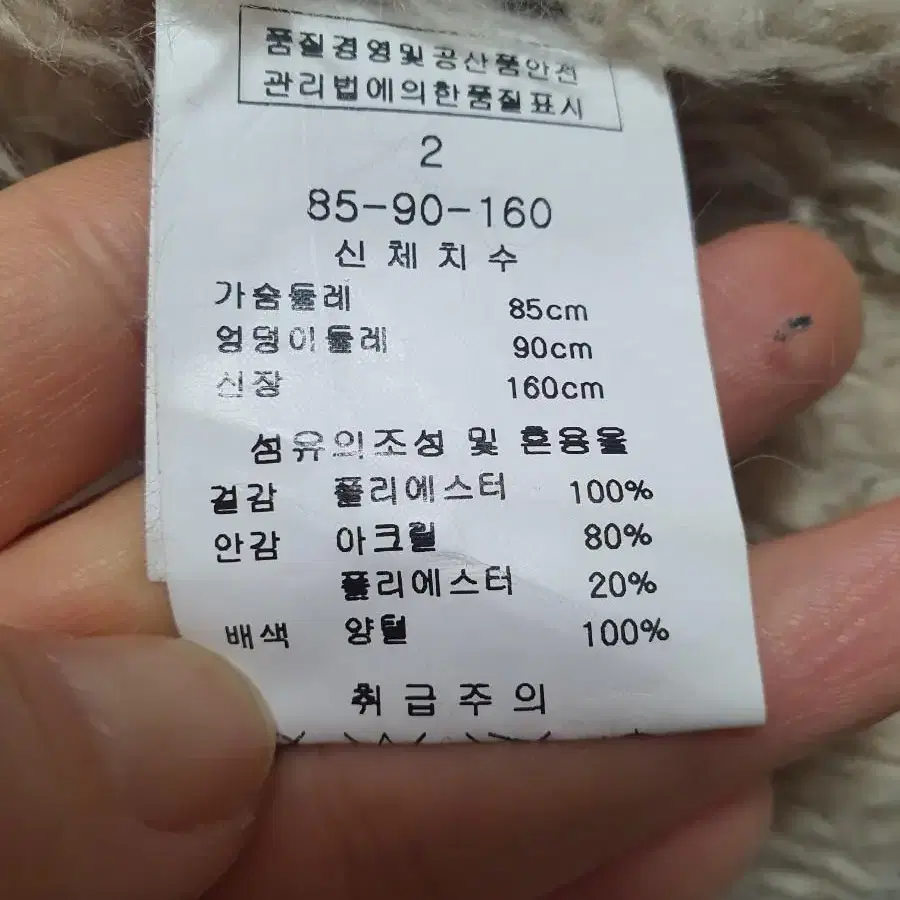 품질경영및공산품안전
관리법에의한품질표시
2
85-90-160
신체치수
가슴둘레 85cm
엉덩이둘레 90cm
신장 160cm
섬유의조성 및 혼용율
겉감 폴리에스터 100%
안감 아크릴 80%
폴리에스터 20%
배색 양털 100%
취급주의